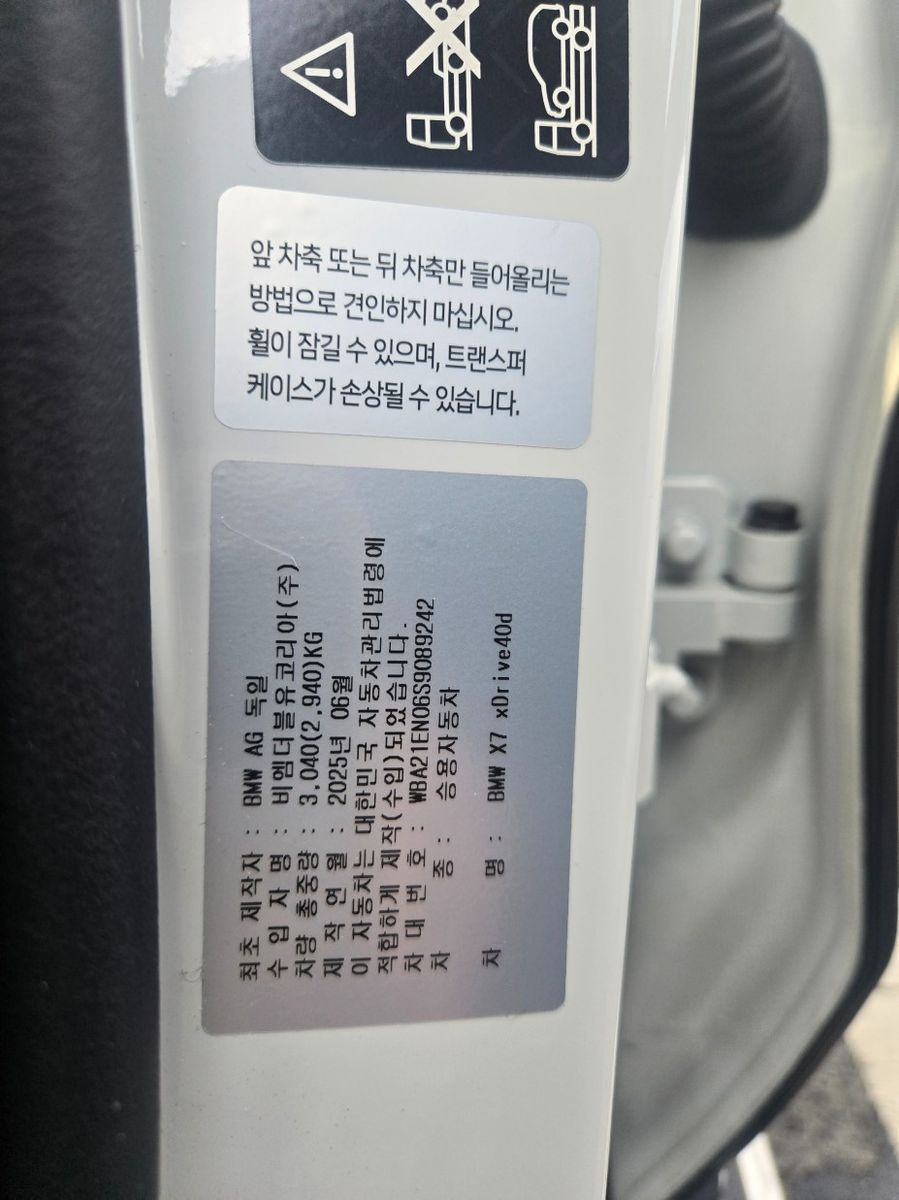 앞 차축 또는 뒤 차축만 들어올리는
방법으로 견인하지 마십시오.
휠이 잠길 수 있으며, 트랜스퍼
케이스가 손상될 수 있습니다.
최초 제작자 : BMW AG 독일
수 입 자 명 : 비엠더블유코리아(주)
차량 총중량 : 3,040(2,940)KG
제 작 연 월 : 2025년 06월
이 자동차는 대한민국 자동차관리법령에
적합하게 제작(수입)되었습니다.
차 대 번 호 : WBA21EN06S9089242
차 종 : 승용자동차
차 명 : BMW X7 xDrive40d